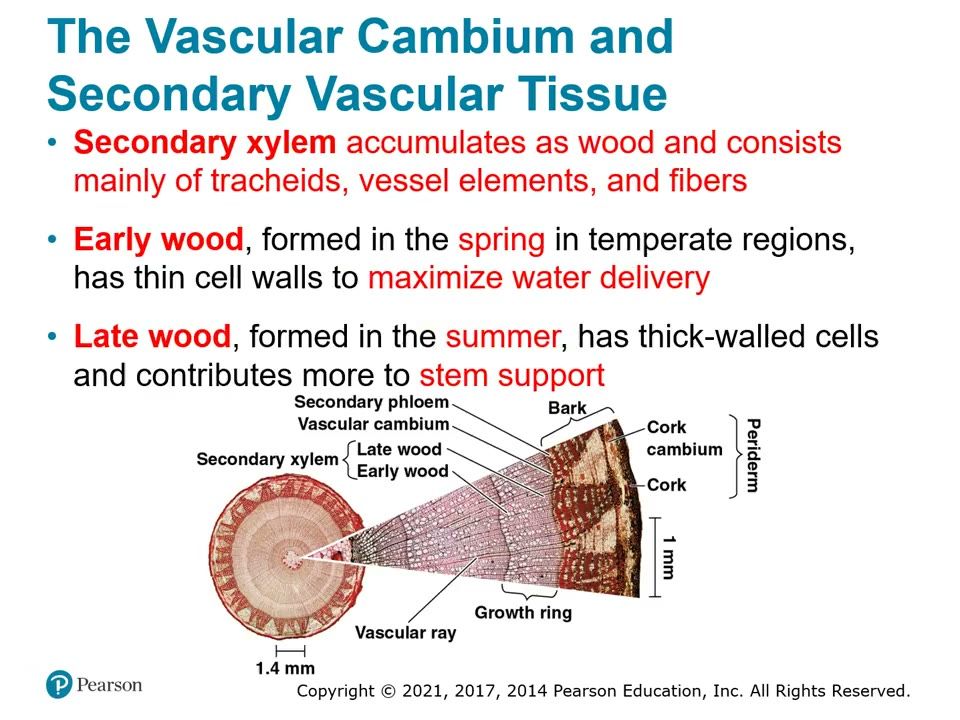 The Vascular Cambium and
Secondary Vascular Tissue
• Secondary xylem accumulates as wood and consists
mainly of tracheids, vessel elements, and fibers
• Early wood, formed in the spring in temperate regions,
has thin cell walls to maximize water delivery
• Late wood, formed in the summer, has thick-walled cells
and contributes more to stem support
Secondary phloem
Vascular cambium
Secondary xylem
Late wood
Early wood
Bark
Cork
cambium
Cork
Periderm
1 mm
Growth ring
Vascular ray
1.4 mm
Pearson
Copyright © 2021, 2017, 2014 Pearson Education, Inc. All Rights Reserved.